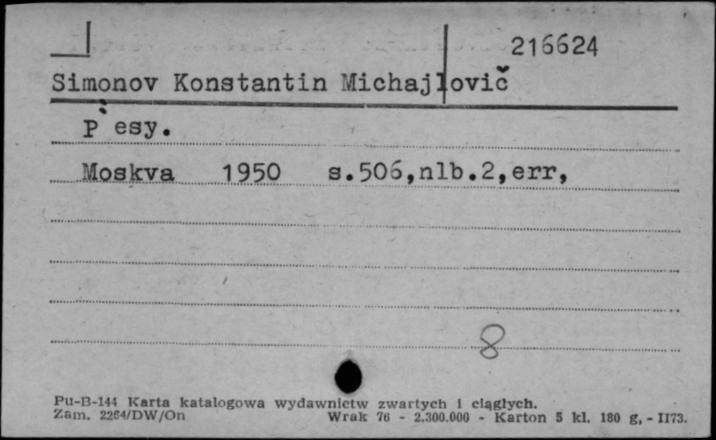 216624
Simonov Konstantin Michajlovič
P`esy.
Moskva 1950 s.506,nlb.2,err,
8
Pu-B-144 Karta katalogowa wydawnictw zwartych i ciągłych.
Zam. 2264/DW/On Wrak 76 - 2.300.000 - Karton 5 kl. 180 g, - II73.